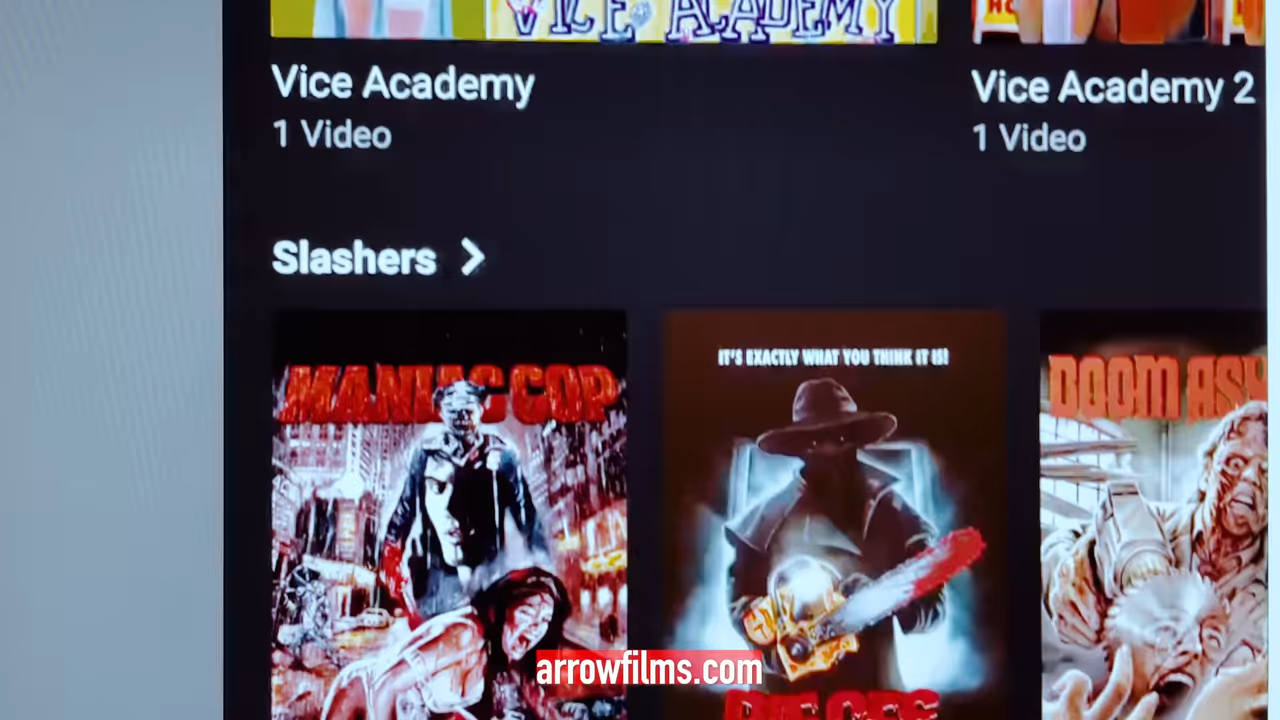 VICE ACADEMY
Vice Academy
1 Video
Vice Academy 2
1 Video
Slashers
MANIAC COP
IT'S EXACTLY WHAT YOU THINK IT IS!
DOOM ASY
PIECES
arrowfilms.com